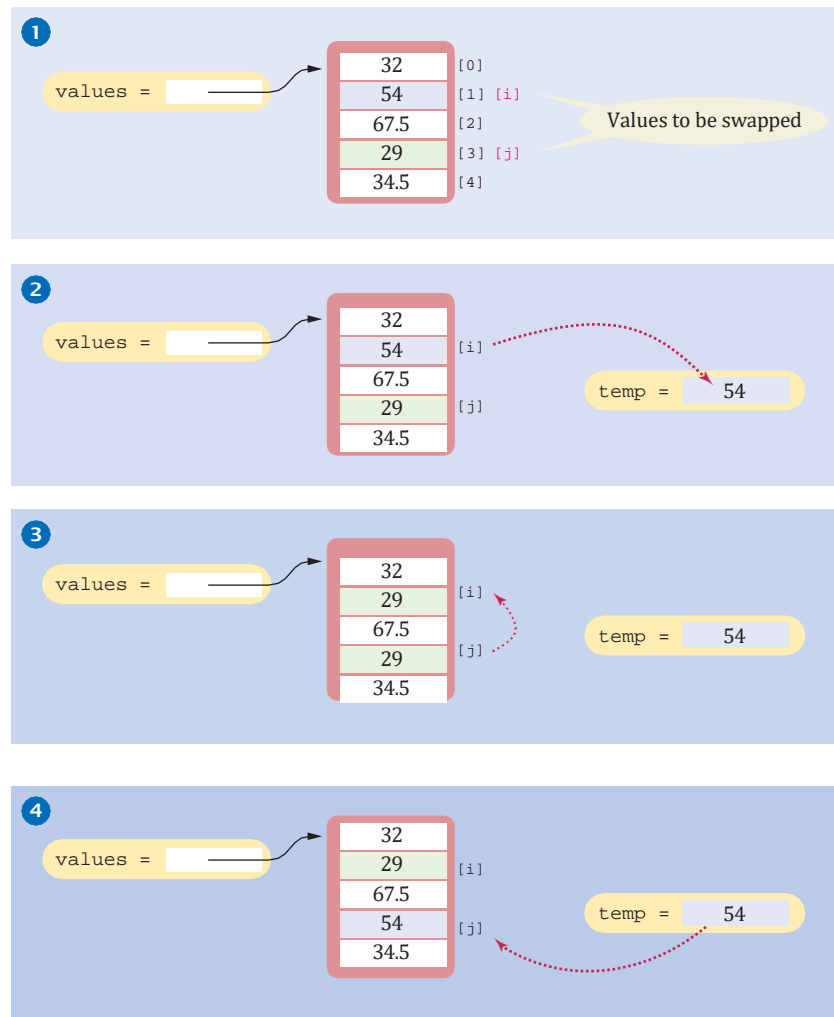 1
32 [0]
values = 54 [1] [i]
67.5 [2] Values to be swapped
29 [3] [j]
34.5 [4]
2
32
values = 54 [i]
67.5
temp = 54
29 [j]
34.5
3
32
values = 29 [i]
67.5
29 [j] temp = 54
34.5
4
32
values = 29 [i]
67.5
temp = 54
54 [j]
34.5